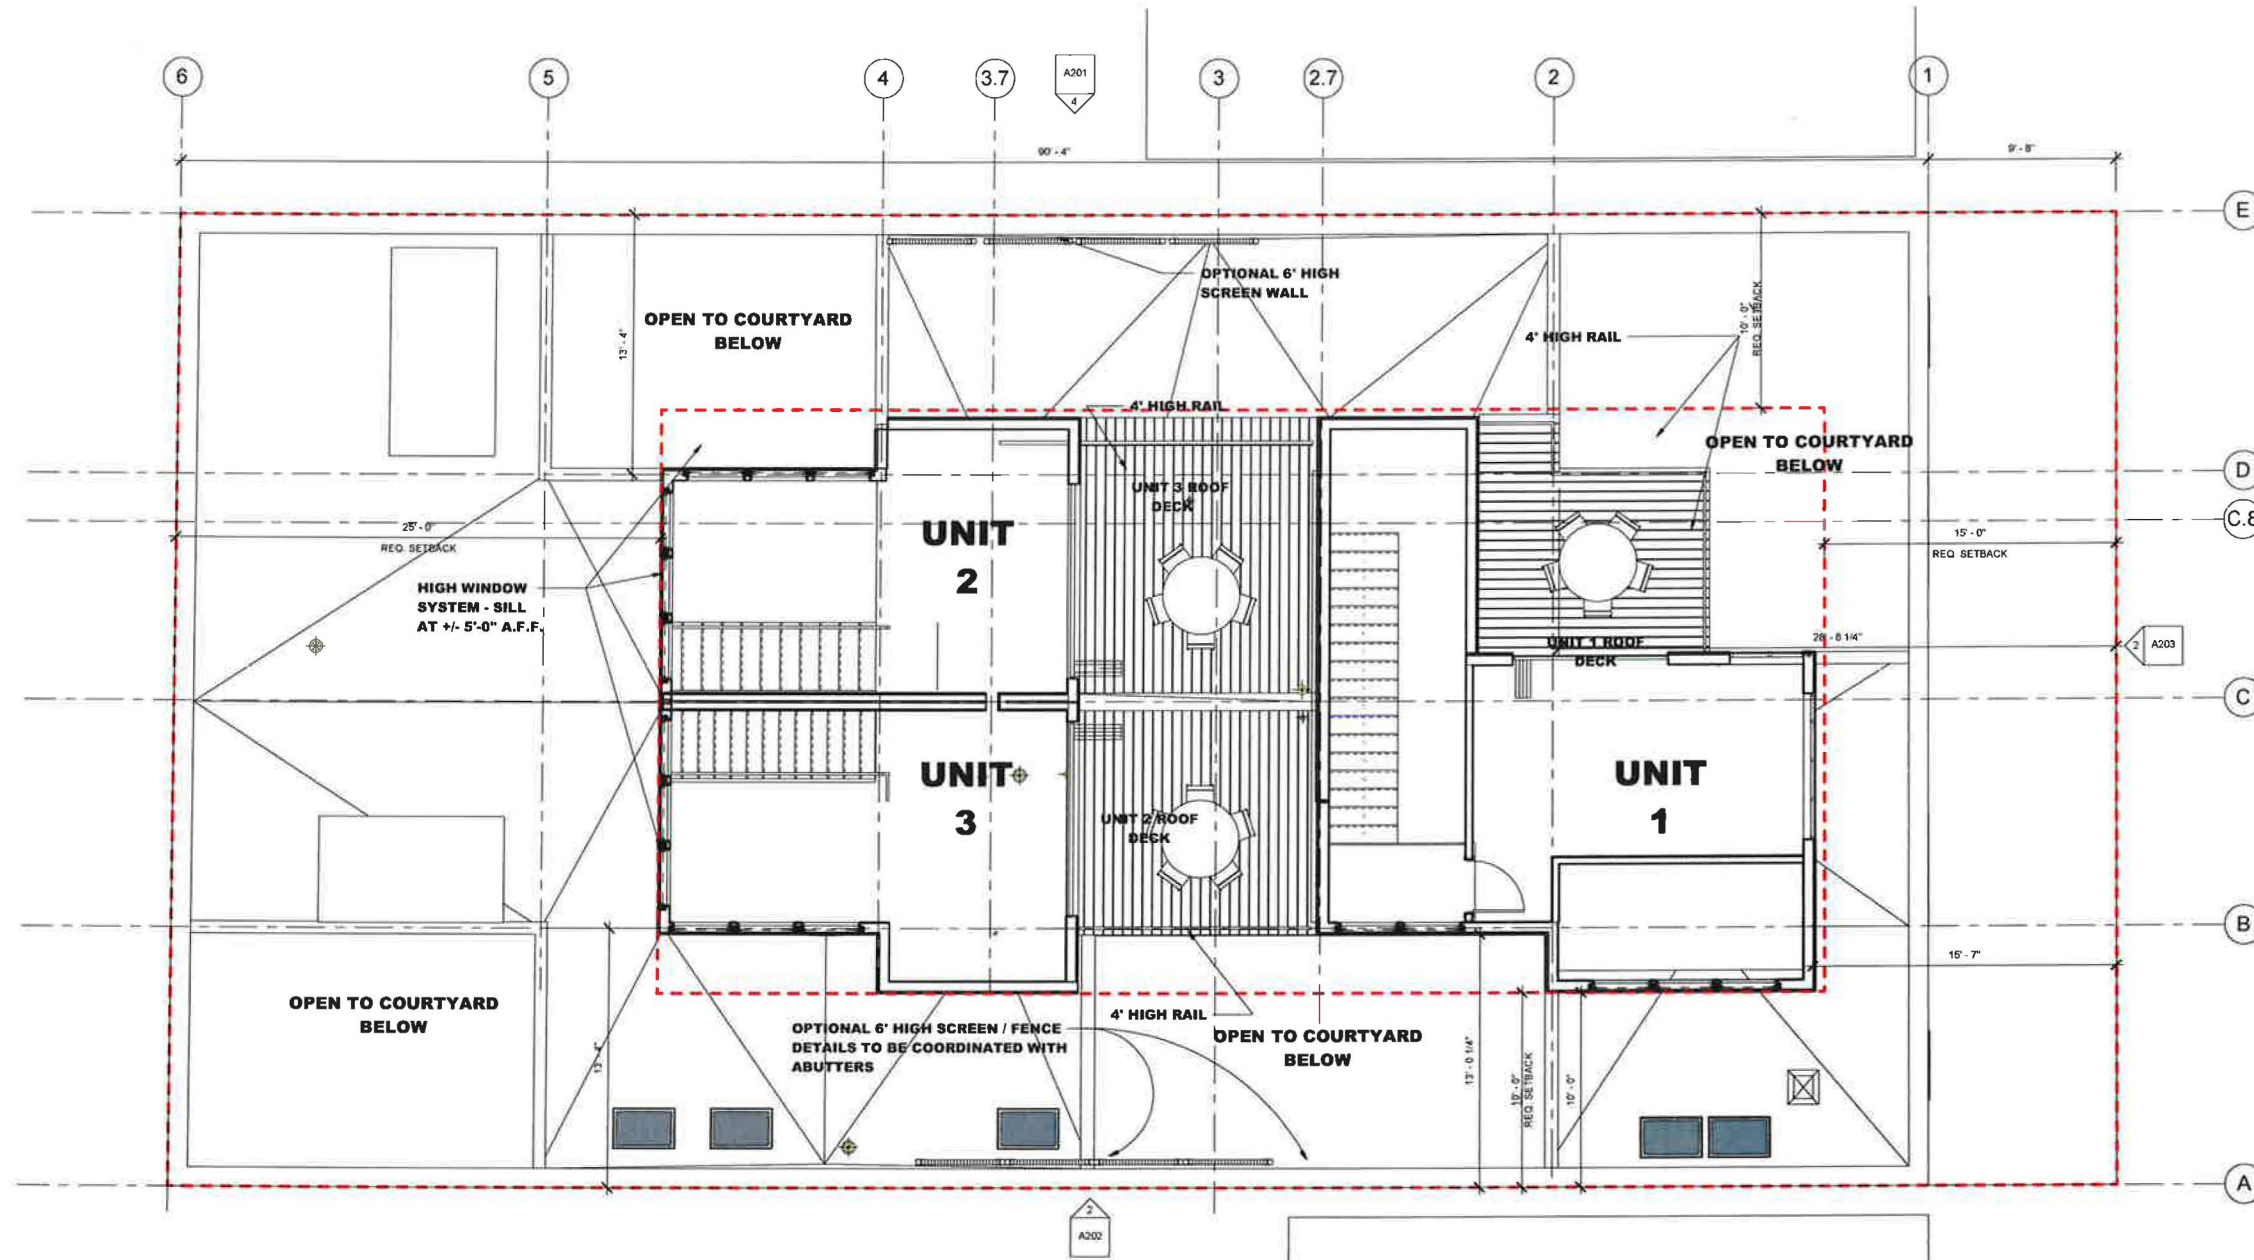 6
5
4
3.7
A201
4
3
2.7
2
1
90' - 4"
9' - 8"
E
OPTIONAL 6' HIGH
SCREEN WALL
OPEN TO COURTYARD
BELOW
13' - 4"
4' HIGH RAIL
10' - 0"
REQ. SETBACK
4' HIGH RAIL
OPEN TO COURTYARD
BELOW
D
UNIT 3 ROOF
DECK
UNIT
2
C.8
25' - 0"
REQ. SETBACK
15' - 0"
REQ. SETBACK
HIGH WINDOW
SYSTEM - SILL
AT +/- 5'-0" A.F.F.
UNIT 1 ROOF
DECK
28' - 8 1/4"
2
A203
C
UNIT
3
UNIT
1
UNIT 2 ROOF
DECK
B
15' - 7"
OPEN TO COURTYARD
BELOW
4' HIGH RAIL
OPTIONAL 6' HIGH SCREEN / FENCE
DETAILS TO BE COORDINATED WITH
ABUTTERS
OPEN TO COURTYARD
BELOW
13' - 4"
13' - 0 1/4"
10' - 0"
REQ. SETBACK
10' - 0"
A
2
A202